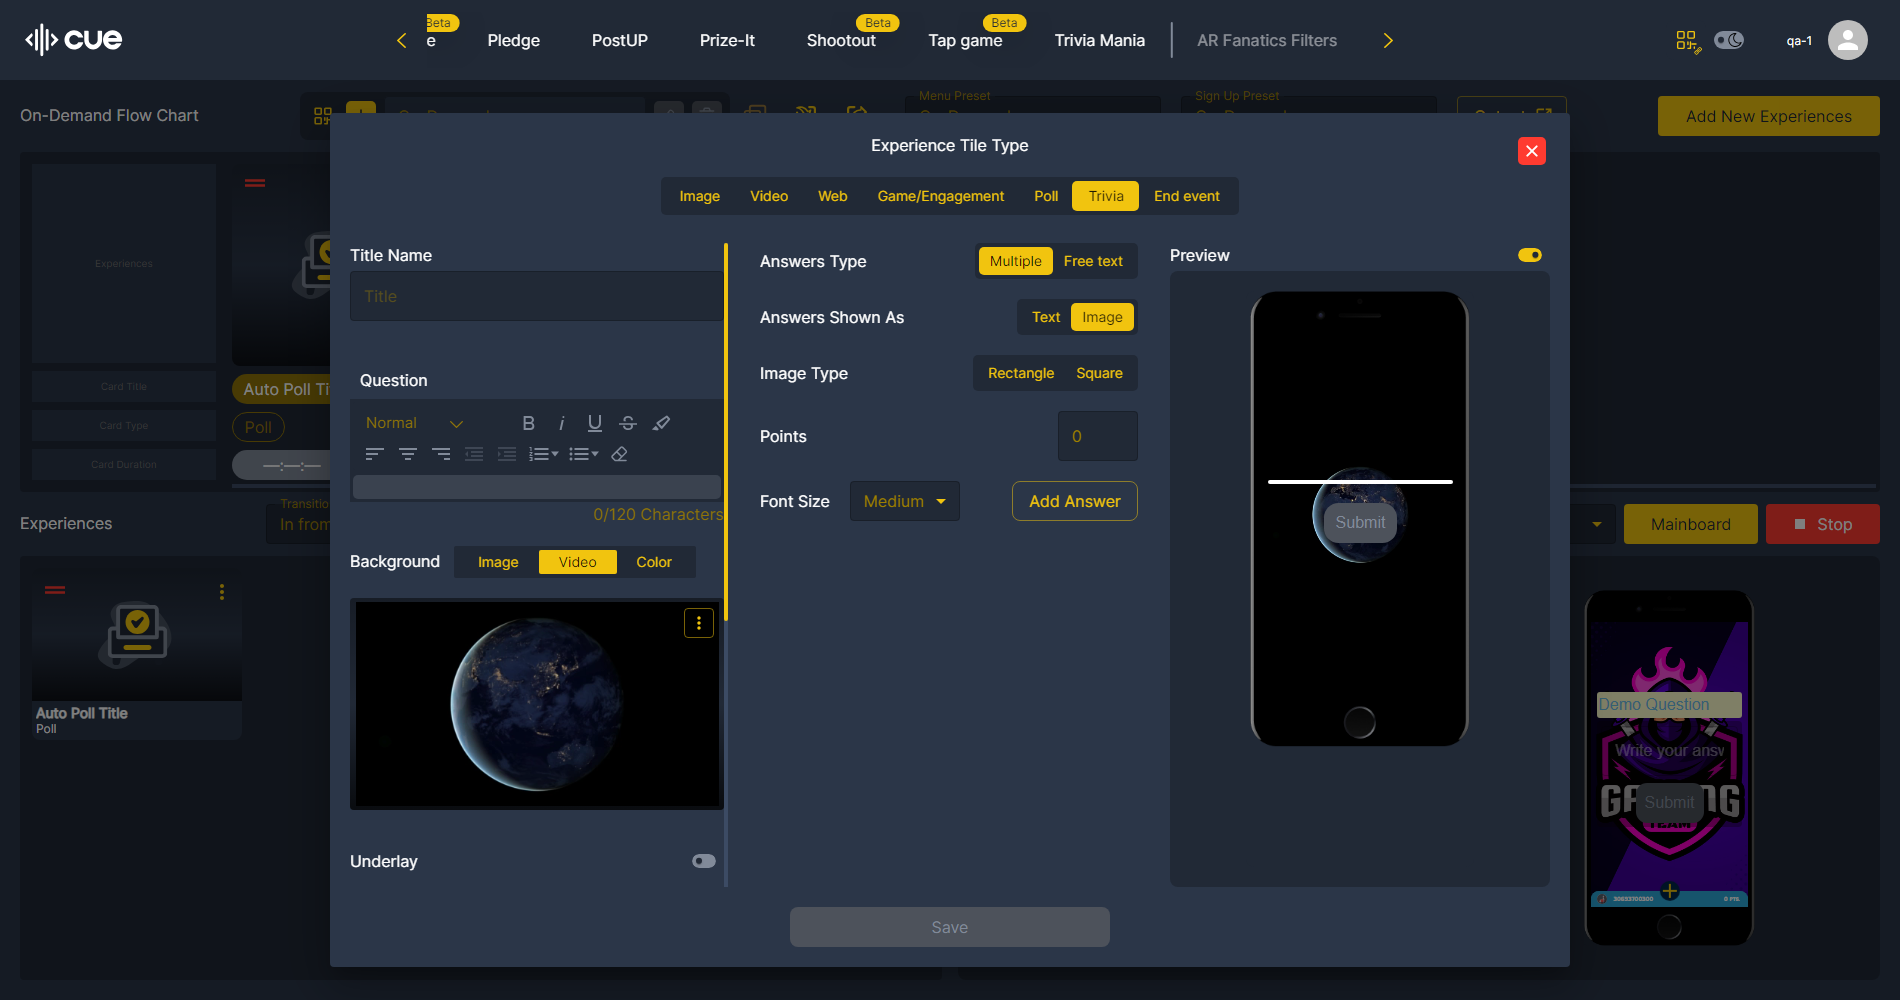 cue
Beta
e
Pledge
PostUP
Prize-It
Beta
Shootout
Beta
Tap game
Trivia Mania
AR Fanatics Filters
qa-1
On-Demand Flow Chart
Menu Preset
Sign Up Preset
Add New Experiences
Experience Tile Type
Image
Video
Web
Game/Engagement
Poll
Trivia
End event
Experiences
Card Title
Card Type
Card Duration
Auto Poll Ti
Poll
—:—:—
Transitio
In from
Experiences
Auto Poll Title
Poll
Title Name
Title
Question
Normal
0/120 Characters
Background
Image
Video
Color
Underlay
Answers Type
Multiple
Free text
Answers Shown As
Text
Image
Image Type
Rectangle
Square
Points
0
Font Size
Medium
Add Answer
Preview
Submit
Save
Mainboard
Stop
Demo Question
Write your answ
Submit
TEAM
0 PTS.